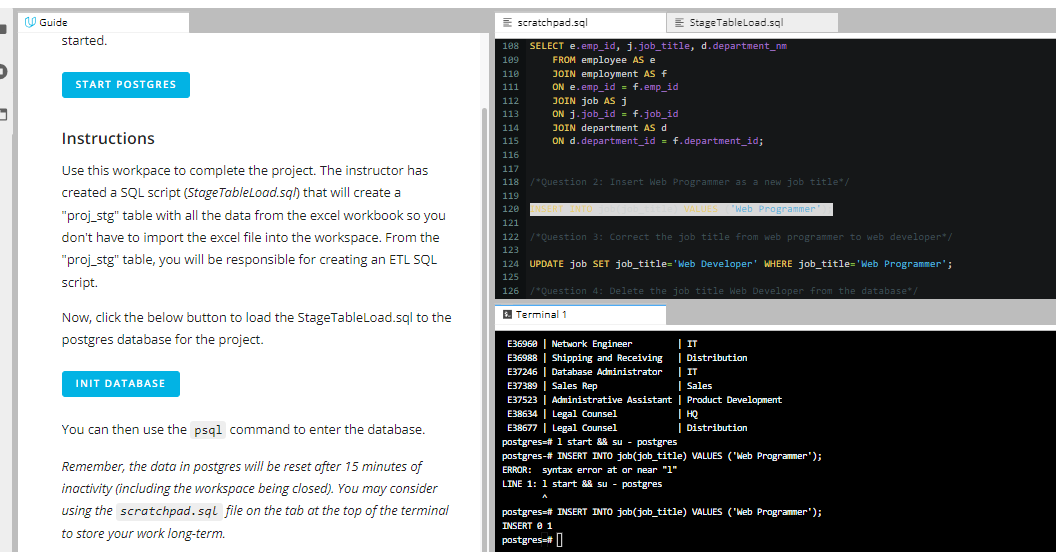 Guide
started.
START POSTGRES
Instructions
Use this workpace to complete the project. The instructor has
created a SQL script (StageTableLoad.sql) that will create a
"proj_stg" table with all the data from the excel workbook so you
don't have to import the excel file into the workspace. From the
"proj_stg" table, you will be responsible for creating an ETL SQL
script.
Now, click the below button to load the StageTableLoad.sql to the
postgres database for the project.
INIT DATABASE
You can then use the psql command to enter the database.
Remember, the data in postgres will be reset after 15 minutes of
inactivity (including the workspace being closed). You may consider
using the scratchpad.sql file on the tab at the top of the terminal
to store your work long-term.
scratchpad.sql
StageTableLoad.sql
108 SELECT e.emp_id, j.job_title, d.department_nm
109 FROM employee AS e
110 JOIN employment AS f
111 ON e.emp_id = f.emp_id
112 JOIN job AS j
113 ON j.job_id = f.job_id
114 JOIN department AS d
115 ON d.department_id = f.department_id;
116
117
118 /*Question 2: Insert Web Programmer as a new job title*/
119
120 INSERT INTO job(job_title) VALUES ('Web Programmer');
121
122 /*Question 3: Correct the job title from web programmer to web developer*/
123
124 UPDATE job SET job_title='Web Developer' WHERE job_title='Web Programmer';
125
126 /*Question 4: Delete the job title Web Developer from the database*/
Terminal 1
E36960 | Network Engineer | IT
E36988 | Shipping and Receiving | Distribution
E37246 | Database Administrator | IT
E37389 | Sales Rep | Sales
E37523 | Administrative Assistant | Product Development
E38634 | Legal Counsel | HQ
E38677 | Legal Counsel | Distribution
postgres=# l start && su - postgres
postgres-# INSERT INTO job(job_title) VALUES ('Web Programmer');
ERROR: syntax error at or near "l"
LINE 1: l start && su - postgres
^
postgres=# INSERT INTO job(job_title) VALUES ('Web Programmer');
INSERT 0 1
postgres=#